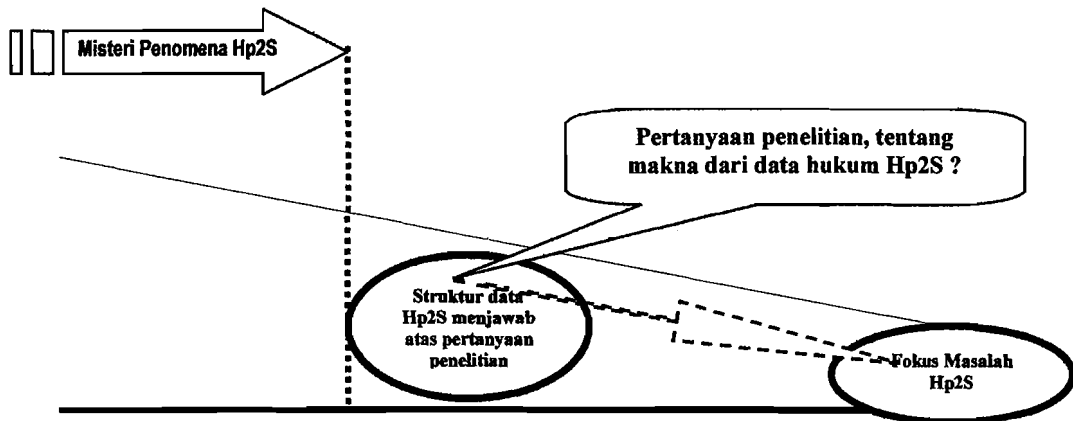 Misteri Penomena Hp2S
Pertanyaan penelitian, tentang
makna dari data hukum Hp2S ?
Struktur data
Hp2S menjawab
atas pertanyaan
penelitian
Fokus Masalah
Hp2S